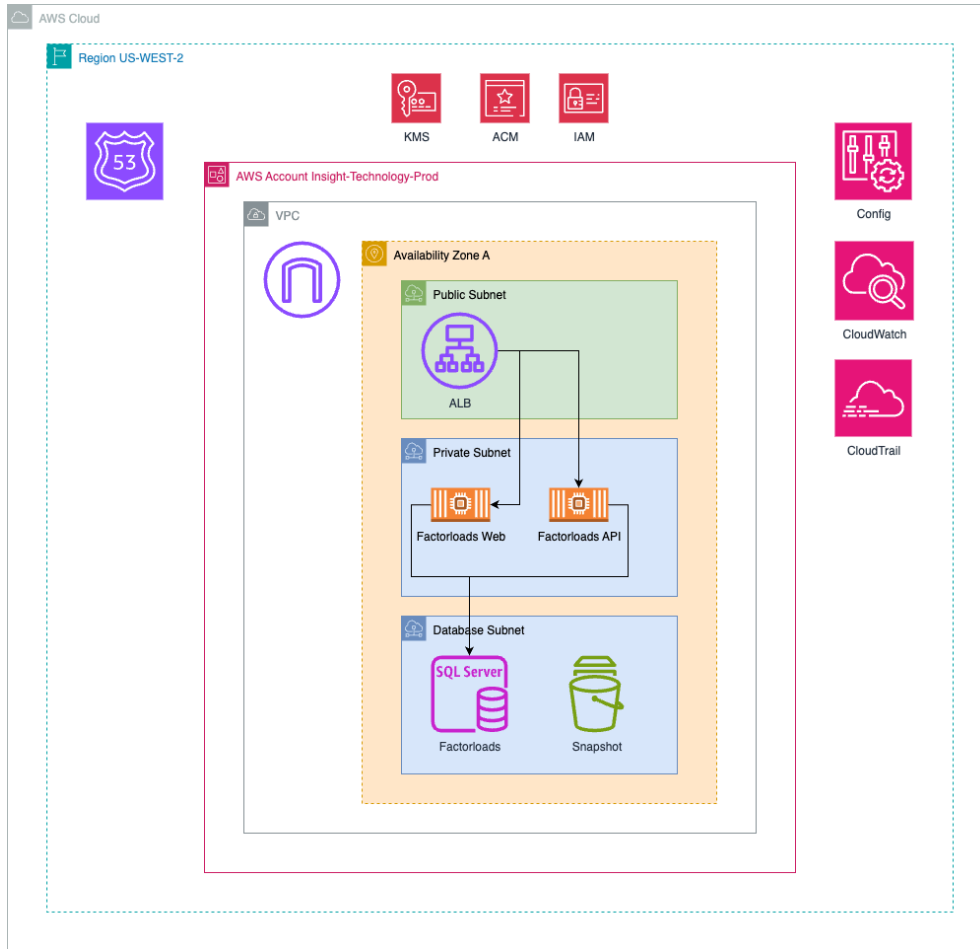 AWS Cloud
Region US-WEST-2
KMS
ACM
IAM
53
AWS Account Insight-Technology-Prod
Config
VPC
Availability Zone A
Public Subnet
CloudWatch
ALB
CloudTrail
Private Subnet
Factorloads Web
Factorloads API
Database Subnet
SQL Server
Factorloads
Snapshot